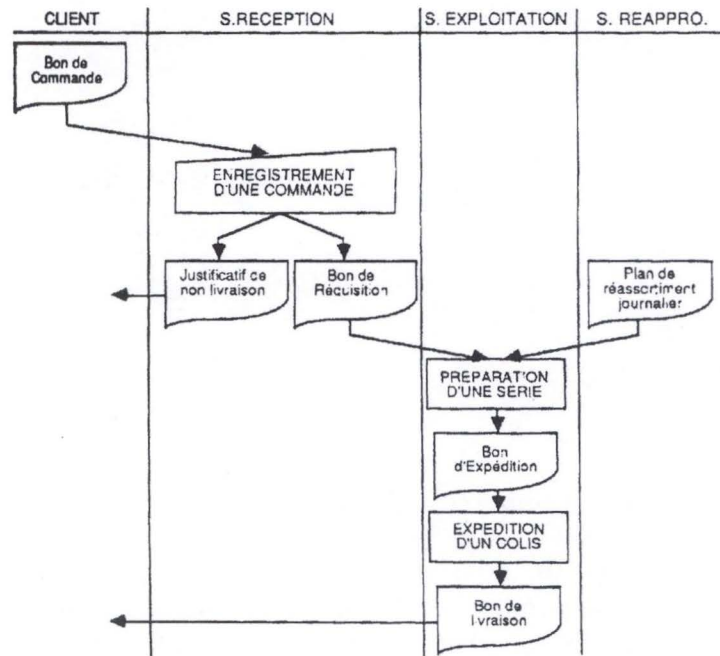 CLIENT
S.RECEPTION
S. EXPLOITATION
S. REAPPRO.
Bon de
Commande
ENREGISTREMENT
D'UNE COMMANDE
Justificatif de
non livraison
Bon de
Réquisition
Plan de
réassortiment
journalier
PREPARATION
D'UNE SERIE
Bon
d'Expédition
EXPEDITION
D'UN COLIS
Bon de
livraison